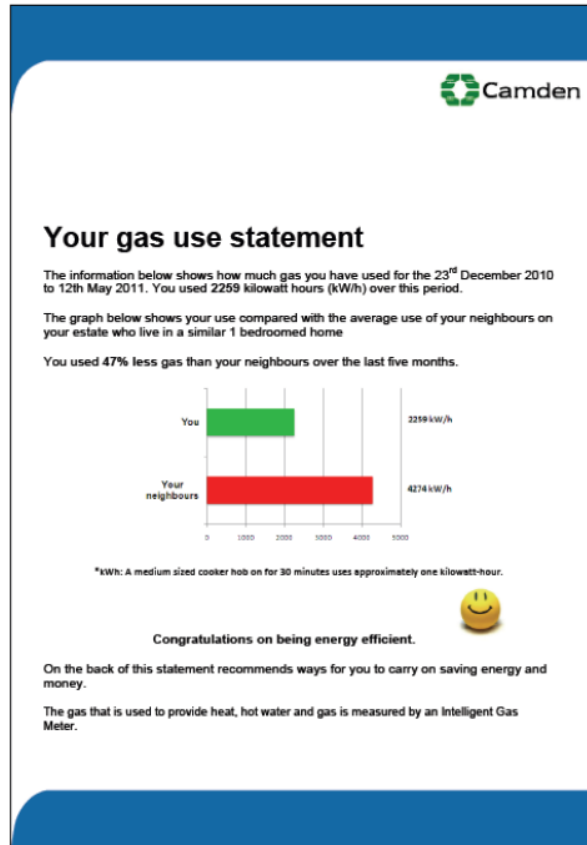 Camden
Your gas use statement
The information below shows how much gas you have used for the 23rd December 2010
to 12th May 2011. You used 2259 kilowatt hours (kW/h) over this period.
The graph below shows your use compared with the average use of your neighbours on
your estate who live in a similar 1 bedroomed home
You used 47% less gas than your neighbours over the last five months.
You
2259 kW/h
Your
neighbours
4274 kW/h
0 1000 2000 3000 4000 5000
*kWh: A medium sized cooker hob on for 30 minutes uses approximately one kilowatt-hour.
Congratulations on being energy efficient.
On the back of this statement recommends ways for you to carry on saving energy and
money.
The gas that is used to provide heat, hot water and gas is measured by an Intelligent Gas
Meter.